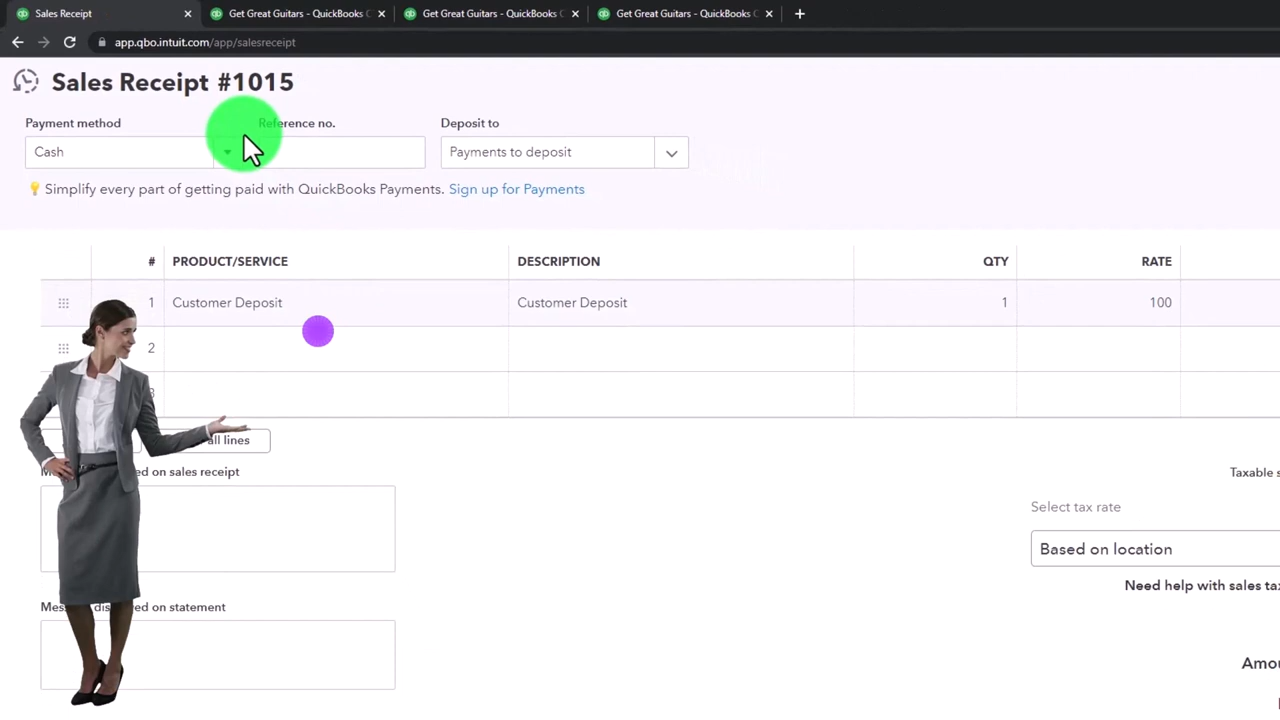 Sales Receipt
Get Great Guitars - QuickBooks C
Get Great Guitars - QuickBooks C
Get Great Guitars - QuickBooks C
app.qbo.intuit.com/app/salesreceipt
Sales Receipt #1015
Payment method
Reference no.
Deposit to
Cash
Payments to deposit
Simplify every part of getting paid with QuickBooks Payments. Sign up for Payments
# PRODUCT/SERVICE DESCRIPTION QTY RATE
1 Customer Deposit Customer Deposit 1 100
2
all lines
ed on sales receipt
Taxable s
Select tax rate
Based on location
Need help with sales tax
ed on statement
Amou